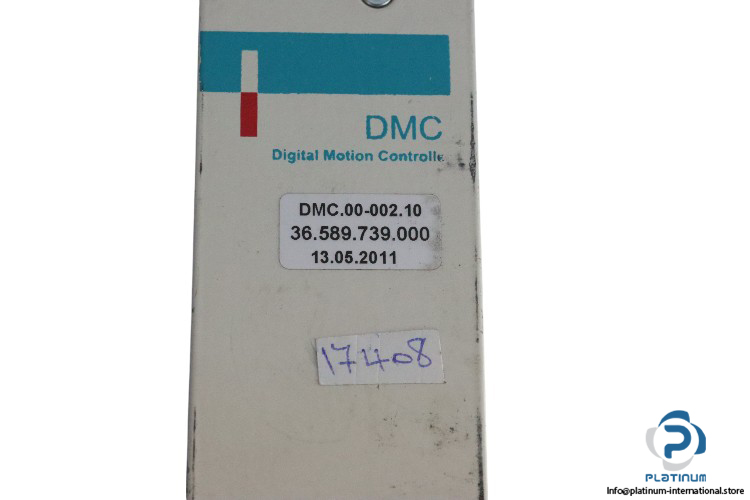 DMC
Digital Motion Controlle
DMC.00-002.10
36.589.739.000
13.05.2011
17408
PLATINUM
Info@platinum-international.store